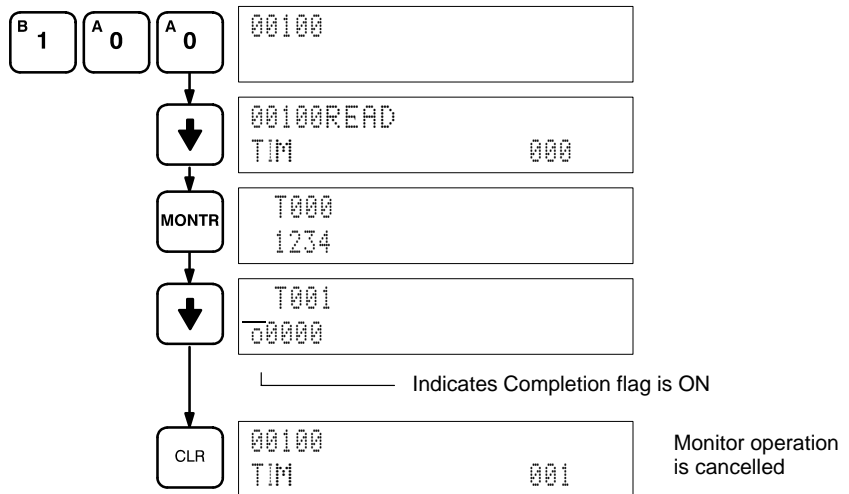 B 1 A 0 A 0
00100
00100READ
TIM 000
MONTR
T000
1234
T001
o0000
Indicates Completion flag is ON
CLR
00100
TIM 001
Monitor operation
is cancelled